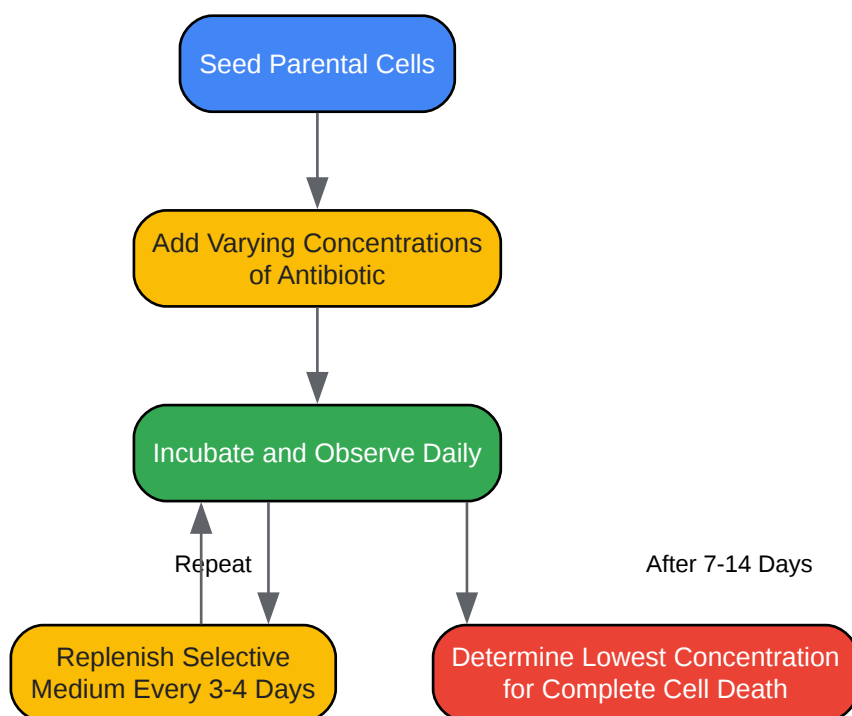 Seed Parental Cells
Add Varying Concentrations
of Antibiotic
Incubate and Observe Daily
Repeat
After 7-14 Days
Replenish Selective
Medium Every 3-4 Days
Determine Lowest Concentration
for Complete Cell Death